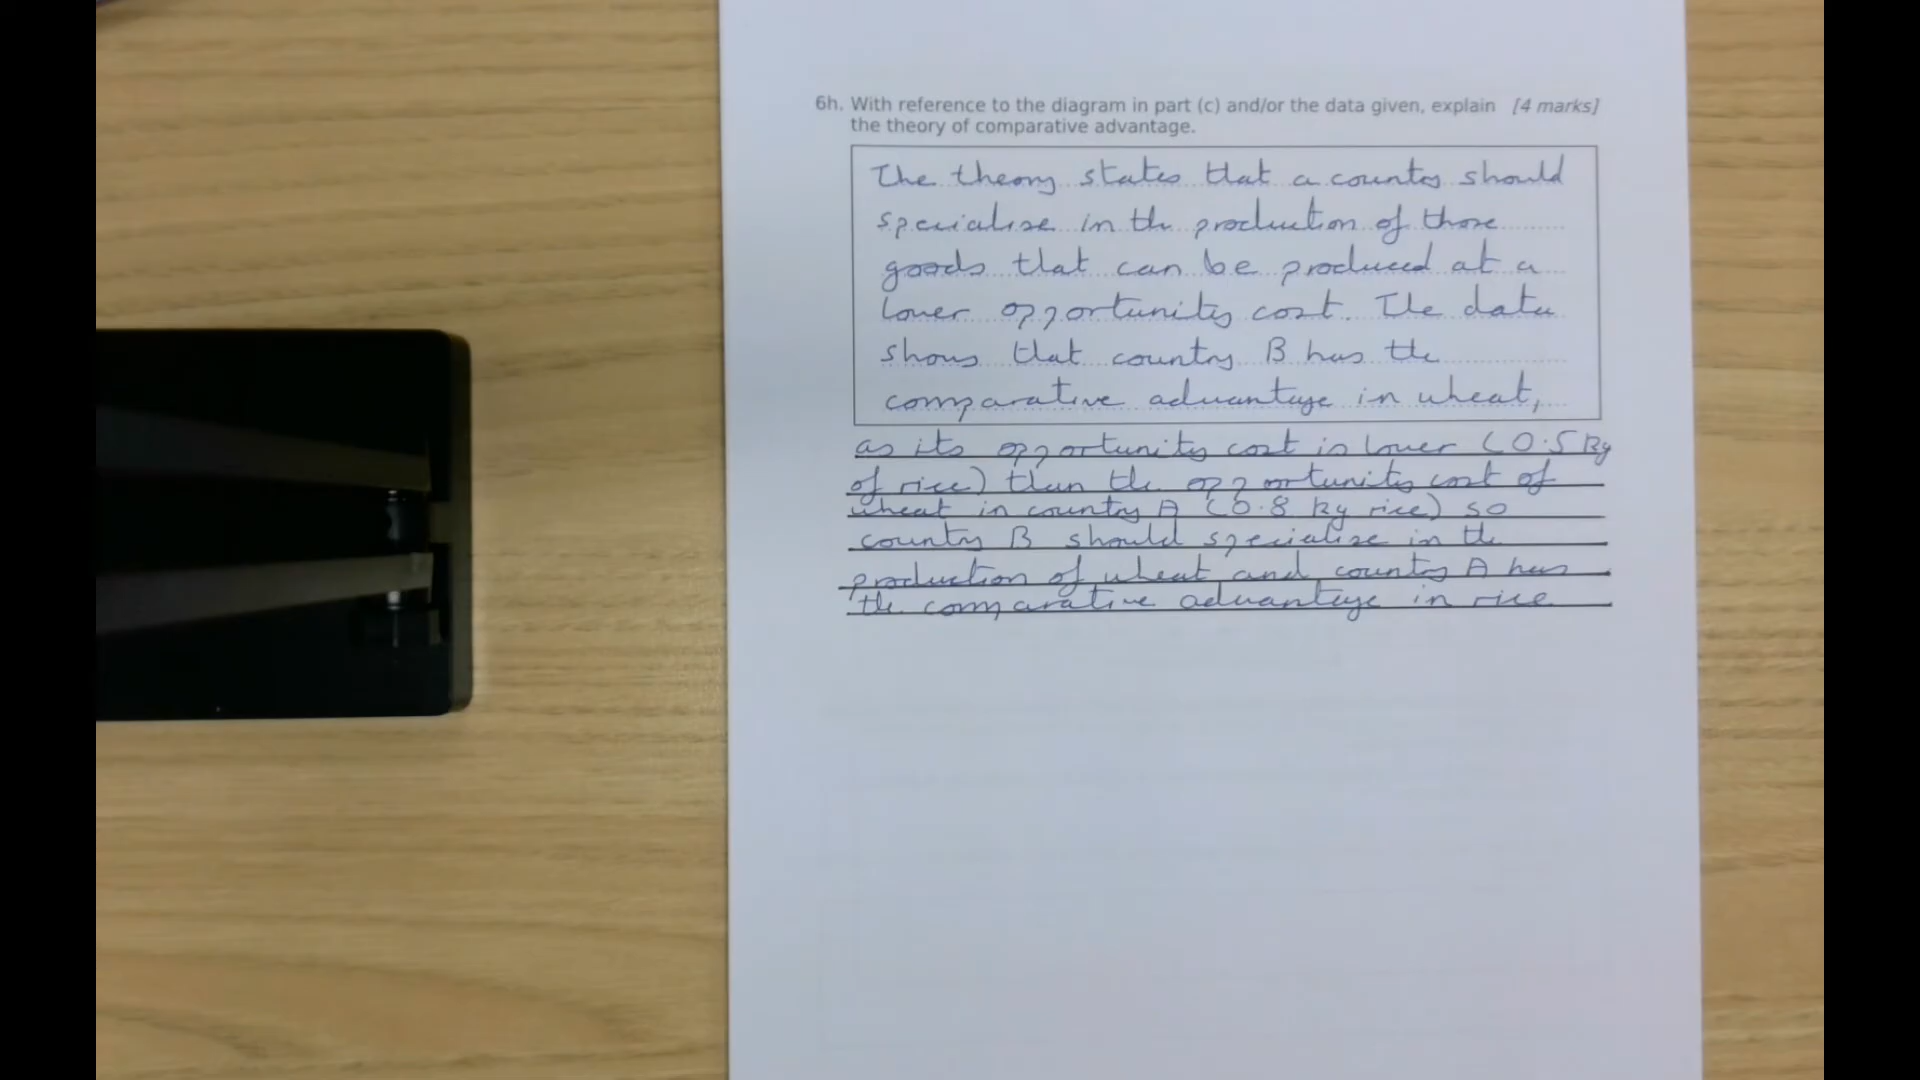 6h. With reference to the diagram in part (c) and/or the data given, explain [4 marks]
the theory of comparative advantage.
The theory states that a country should
specialise in the production of those
goods that can be produced at a
lower opportunity cost. The data
shows that country B has the
comparative advantage in wheat,
as its opportunity cost is lower (0.5 kg
of rice) than the opportunity cost of
wheat in country A (0.8 kg rice) so
country B should specialise in the
production of wheat and country A has
the comparative advantage in rice